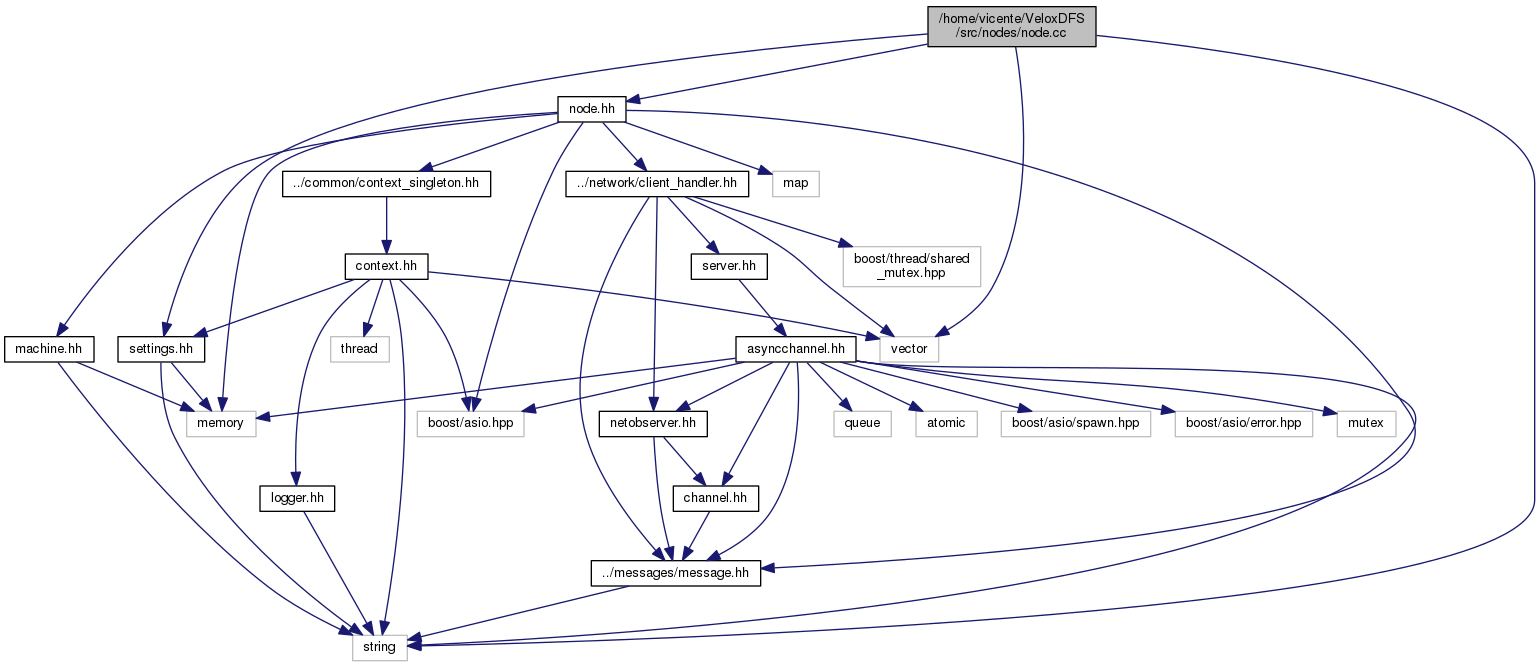 /home/vicente/VeloxDFS
/src/nodes/node.cc
node.hh
../common/context_singleton.hh
../network/client_handler.hh
map
context.hh
server.hh
boost/thread/shared
_mutex.hpp
machine.hh
settings.hh
thread
asyncchannel.hh
vector
memory
boost/asio.hpp
netobserver.hh
queue
atomic
boost/asio/spawn.hpp
boost/asio/error.hpp
mutex
logger.hh
channel.hh
../messages/message.hh
string